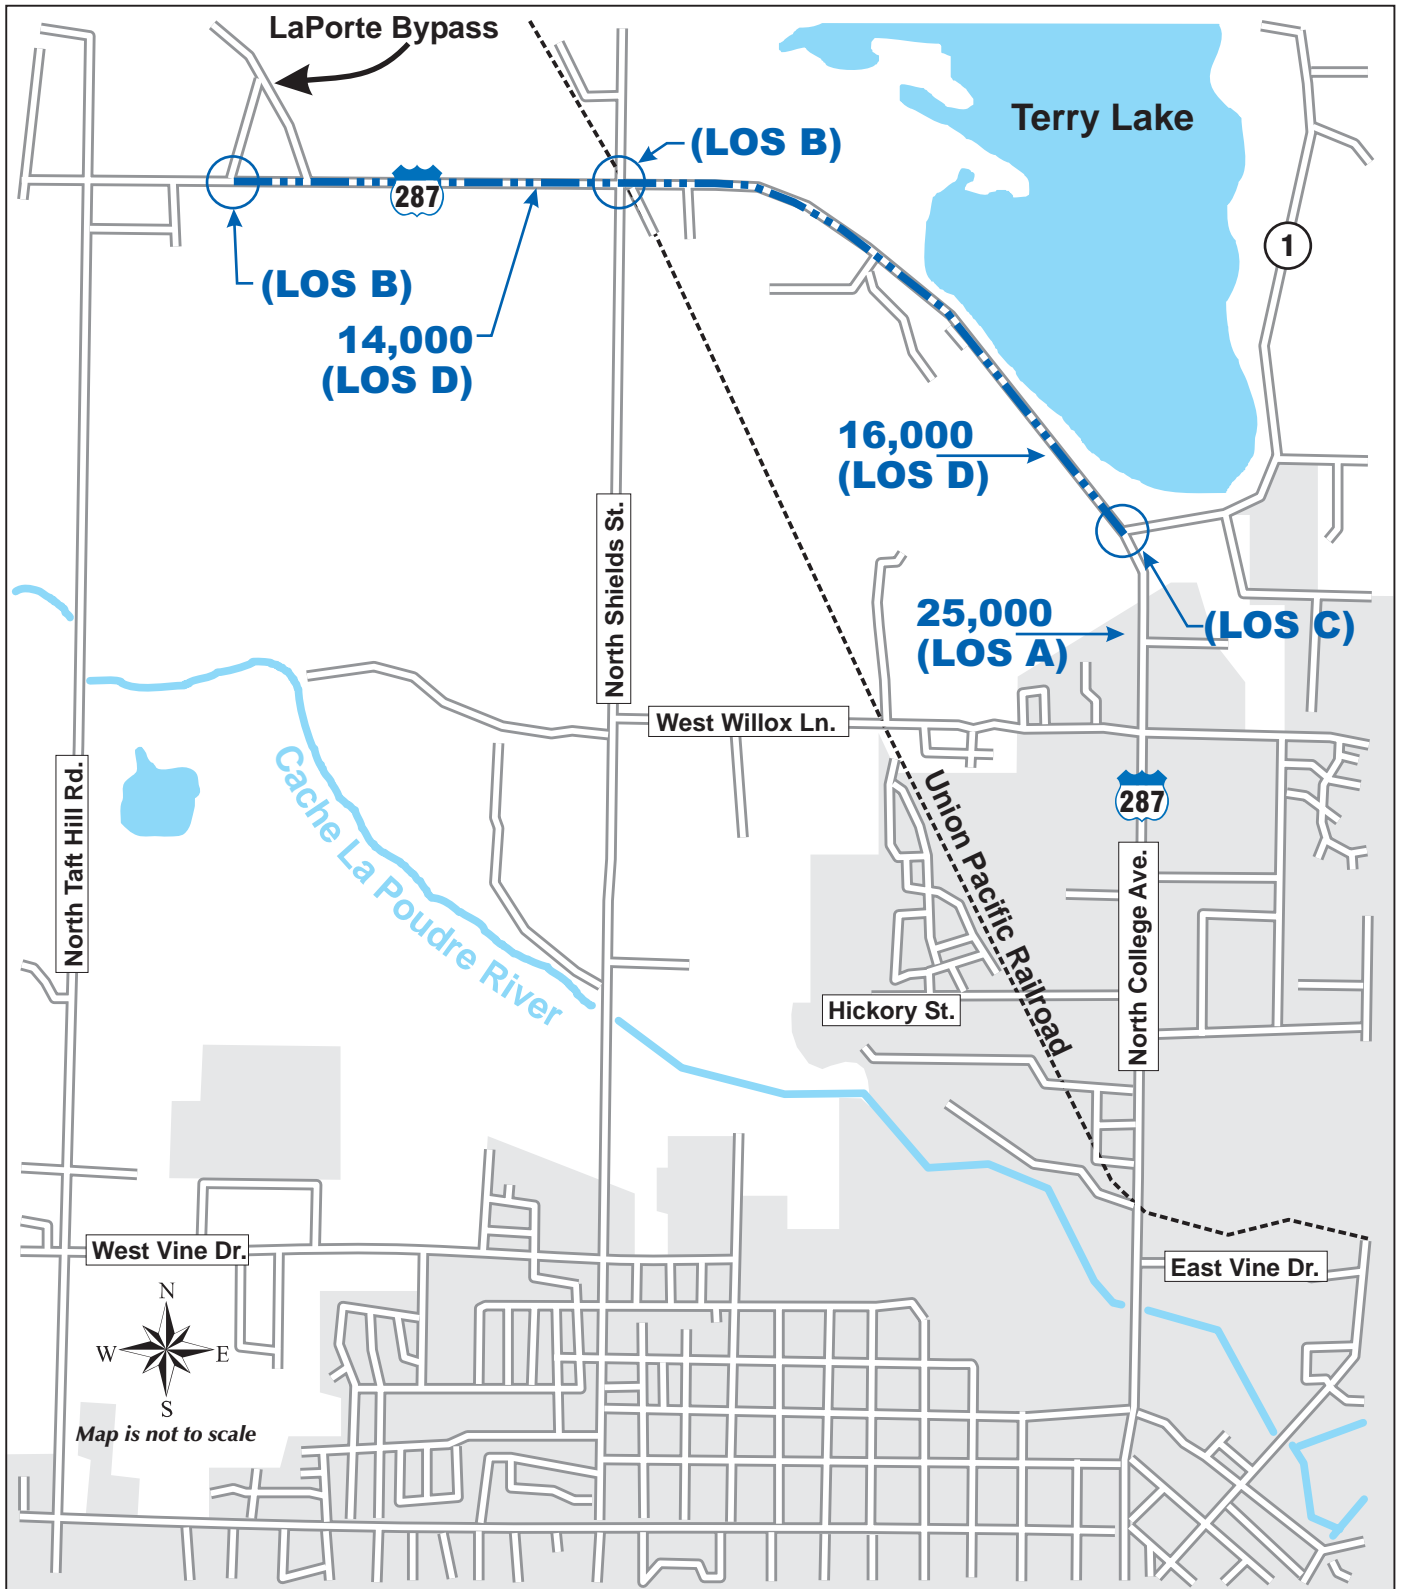 LaPorte Bypass
Terry Lake
(LOS B)
287
1
(LOS B)
14,000
(LOS D)
16,000
(LOS D)
North Shields St.
25,000
(LOS A)
(LOS C)
West Willox Ln.
North Taft Hill Rd.
Cache La Poudre River
Union Pacific Railroad
287
North College Ave.
Hickory St.
West Vine Dr.
East Vine Dr.
N
W
E
S
Map is not to scale